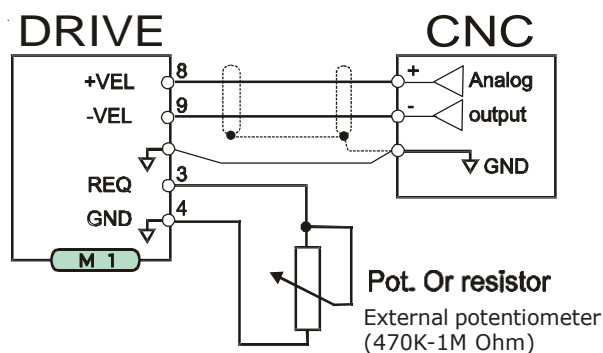 DRIVE
CNC
+VEL
8
+
Analog
-VEL
9
-
output
GND
REQ
3
GND
4
M 1
Pot. Or resistor
External potentiometer
(470K-1M Ohm)